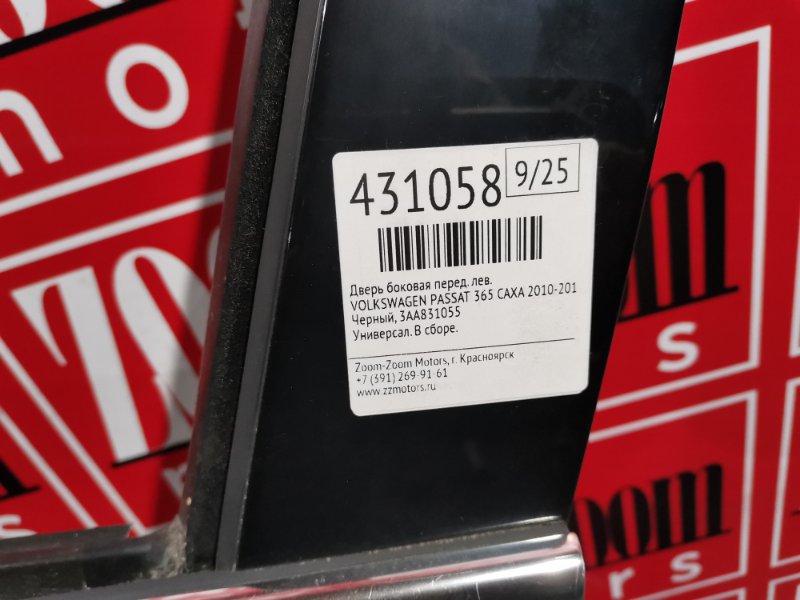 431058 9/25
Дверь боковая перед. лев.
VOLKSWAGEN PASSAT 365 CAXA 2010-201
Черный, 3AA831055
Универсал. В сборе.
Zoom-Zoom Motors, г. Красноярск
+7 (391) 269-91-61
www.zzmotors.ru